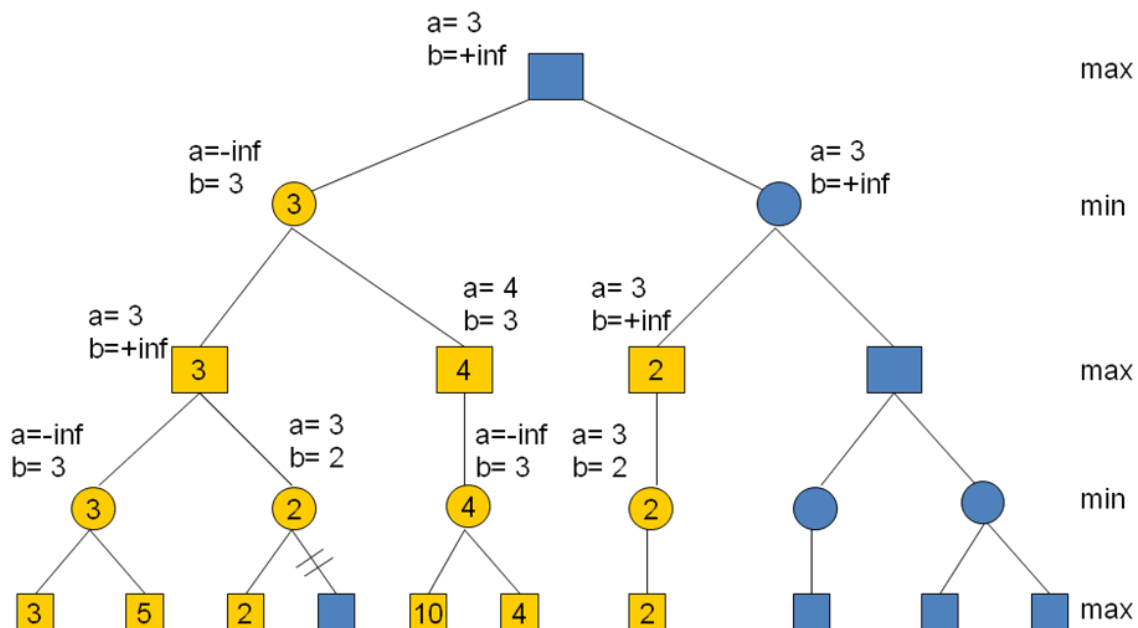 a= 3
b=+inf
max
a=-inf
b= 3
3
a= 3
b=+inf
min
a= 3
b=+inf
3
a= 4
b= 3
4
a= 3
b=+inf
2
max
a=-inf
b= 3
3
a= 3
b= 2
2
a=-inf
b= 3
4
a= 3
b= 2
2
min
3
5
2
10
4
2
max